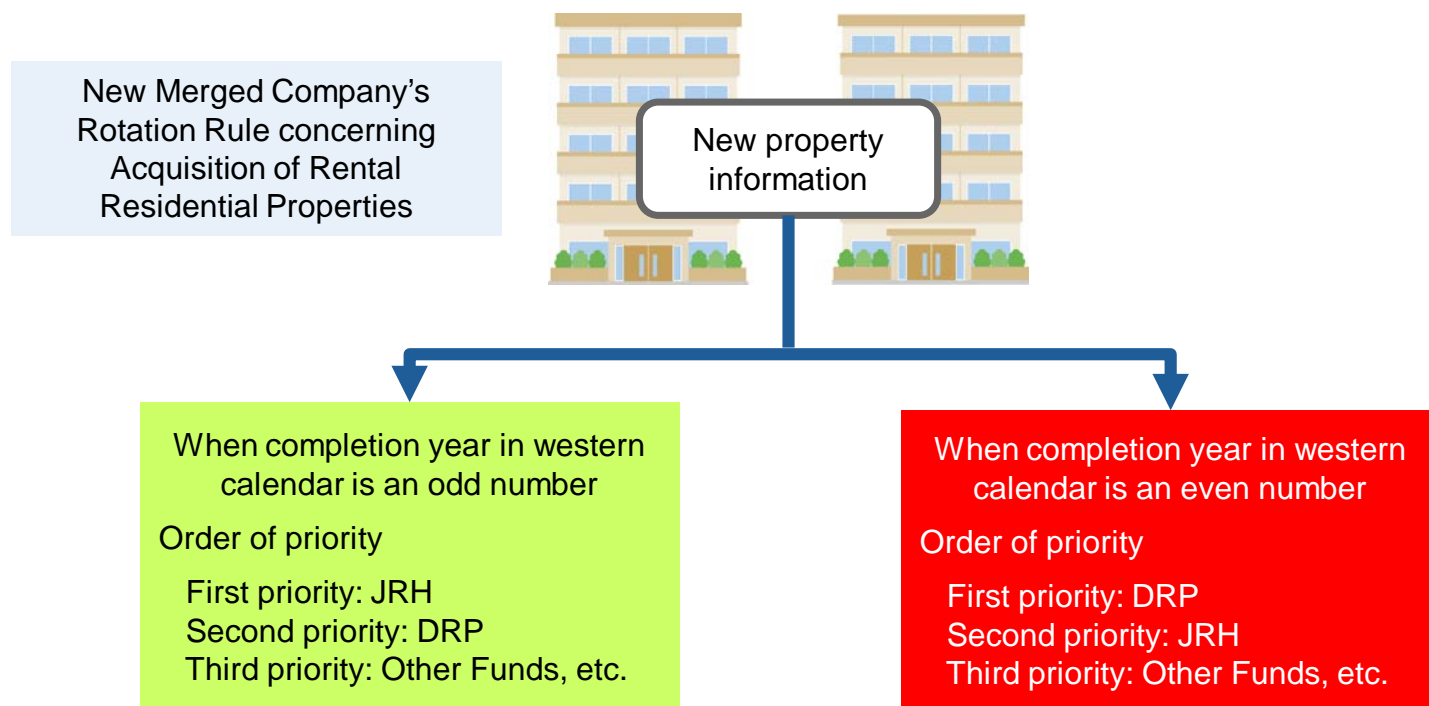 New Merged Company’s
Rotation Rule concerning
Acquisition of Rental
Residential Properties
New property
information
When completion year in western
calendar is an odd number
Order of priority
First priority: JRH
Second priority: DRP
Third priority: Other Funds, etc.
When completion year in western
calendar is an even number
Order of priority
First priority: DRP
Second priority: JRH
Third priority: Other Funds, etc.